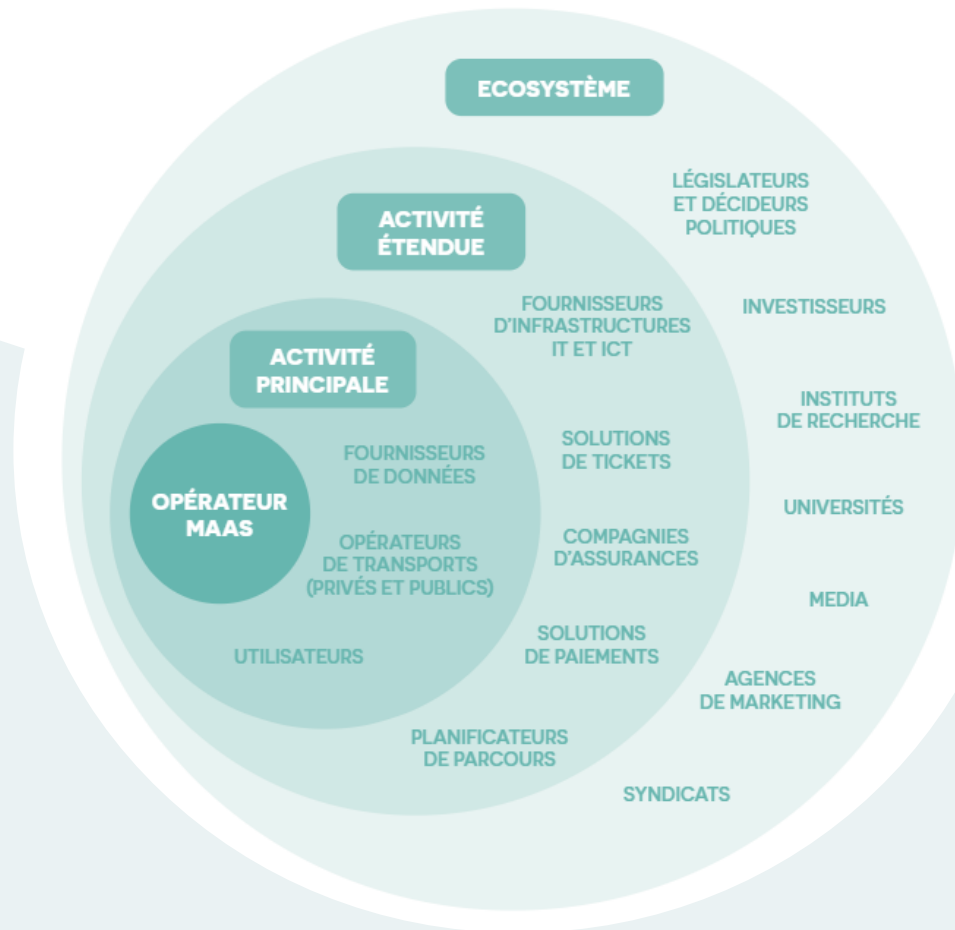 ECOSYSTÈME
LÉGISLATEURS
ET DÉCIDEURS
POLITIQUES
INVESTISSEURS
INSTITUTS
DE RECHERCHE
UNIVERSITÉS
MEDIA
AGENCES
DE MARKETING
SYNDICATS
ACTIVITÉ
ÉTENDUE
FOURNISSEURS
D'INFRASTRUCTURES
IT ET ICT
SOLUTIONS
DE TICKETS
COMPAGNIES
D'ASSURANCES
SOLUTIONS
DE PAIEMENTS
PLANIFICATEURS
DE PARCOURS
ACTIVITÉ
PRINCIPALE
FOURNISSEURS
DE DONNÉES
OPÉRATEURS
DE TRANSPORTS
(PRIVÉS ET PUBLICS)
UTILISATEURS
OPÉRATEUR
MAAS